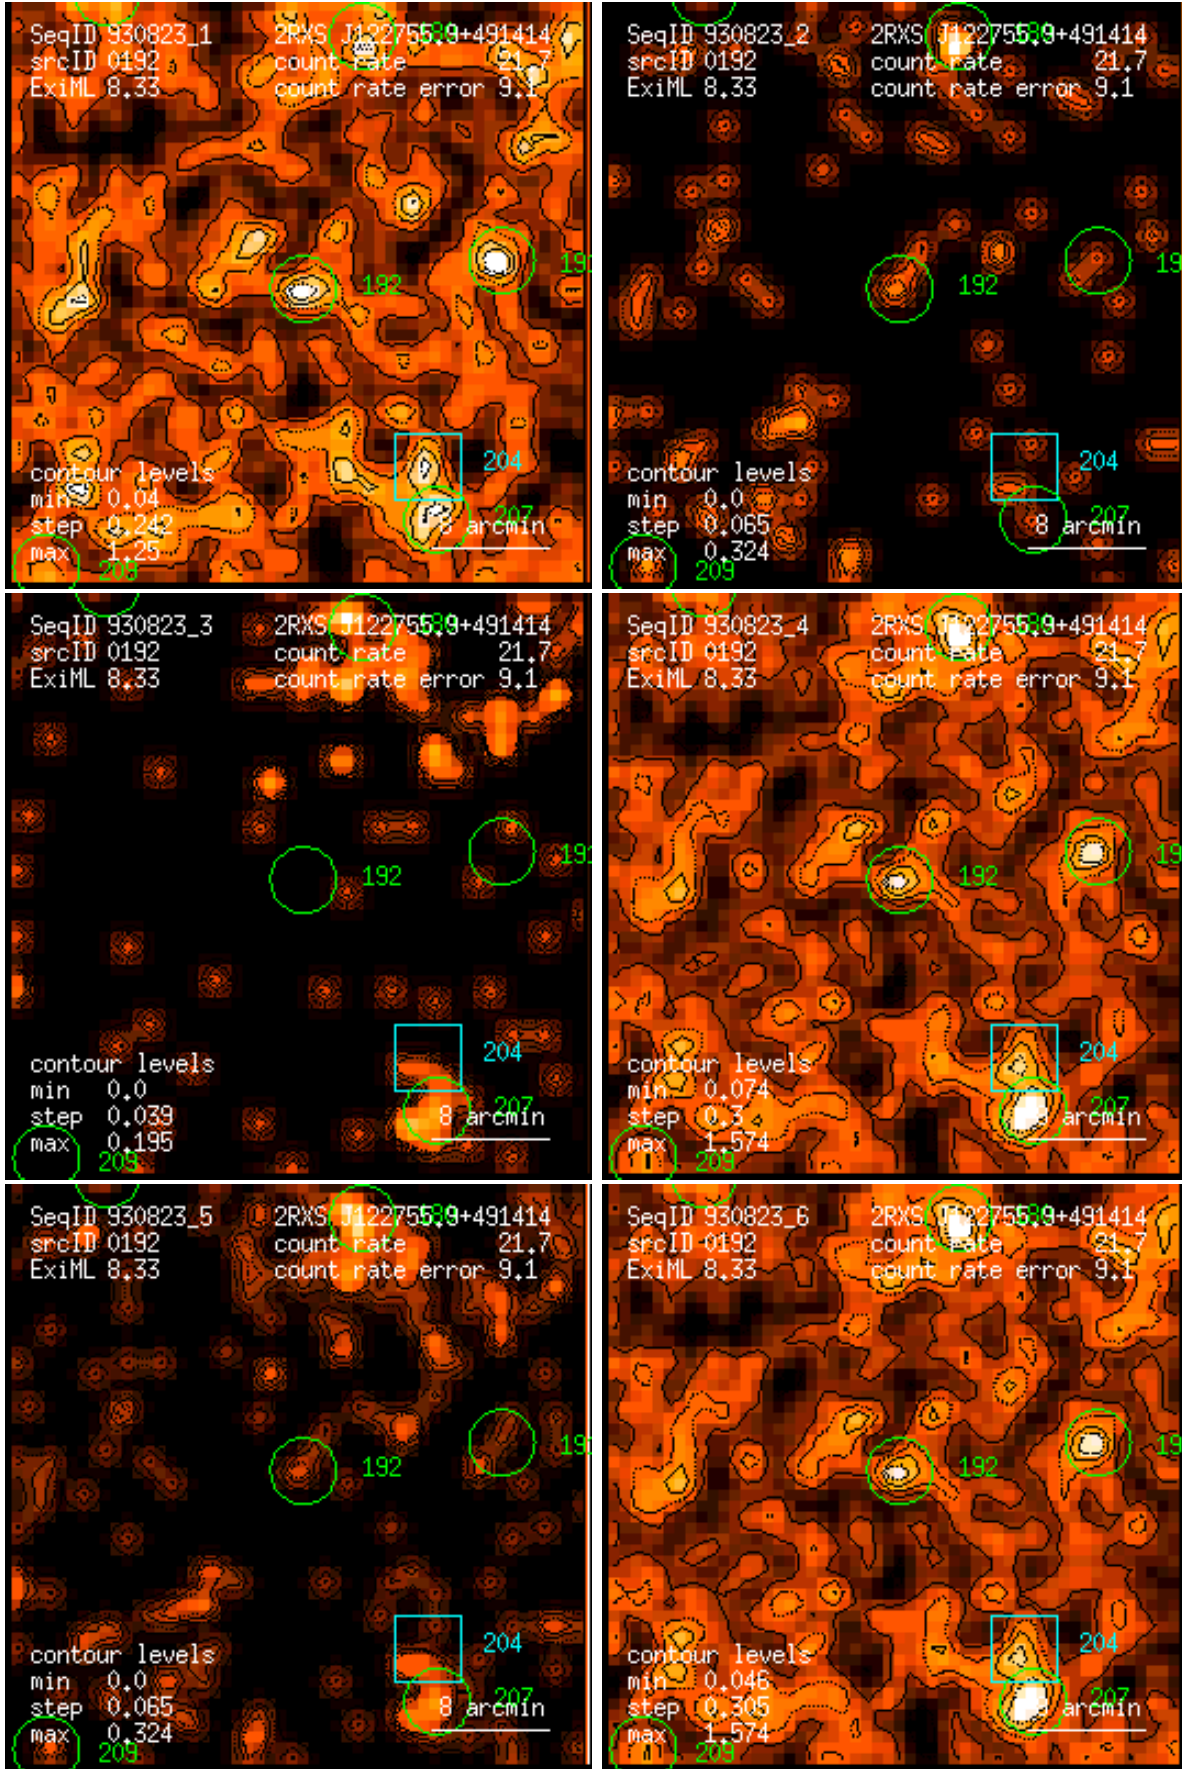 SeqID 930823_1 2RXS J122755.9+491414
srcID 0192 count rate 21.7
ExiML 8.33 count rate error 9.1
191
192
204
contour levels
min 0.04
step 0.242 207
8 arcmin
max 1.25
209
SeqID 930823_2 2RXS J122755.9+491414
srcID 0192 count rate 21.7
ExiML 8.33 count rate error 9.1
19
192
204
contour levels
min 0.0
step 0.065 207
8 arcmin
max 0.324
209
SeqID 930823_3 2RXS J122755.9+491414
srcID 0192 count rate 21.7
ExiML 8.33 count rate error 9.1
191
192
204
contour levels
min 0.0
step 0.039 207
8 arcmin
max 0.195
209
SeqID 930823_4 2RXS J122755.9+491414
srcID 0192 count rate 21.7
ExiML 8.33 count rate error 9.1
19
192
204
contour levels
min 0.074
step 0.3 207
8 arcmin
max 1.574
209
SeqID 930823_5 2RXS J122755.9+491414
srcID 0192 count rate 21.7
ExiML 8.33 count rate error 9.1
191
192
204
contour levels
min 0.0
step 0.065 207
8 arcmin
max 0.324
209
SeqID 930823_6 2RXS J122755.9+491414
srcID 0192 count rate 21.7
ExiML 8.33 count rate error 9.1
19
192
204
contour levels
min 0.046
step 0.305 207
8 arcmin
max 1.574
209